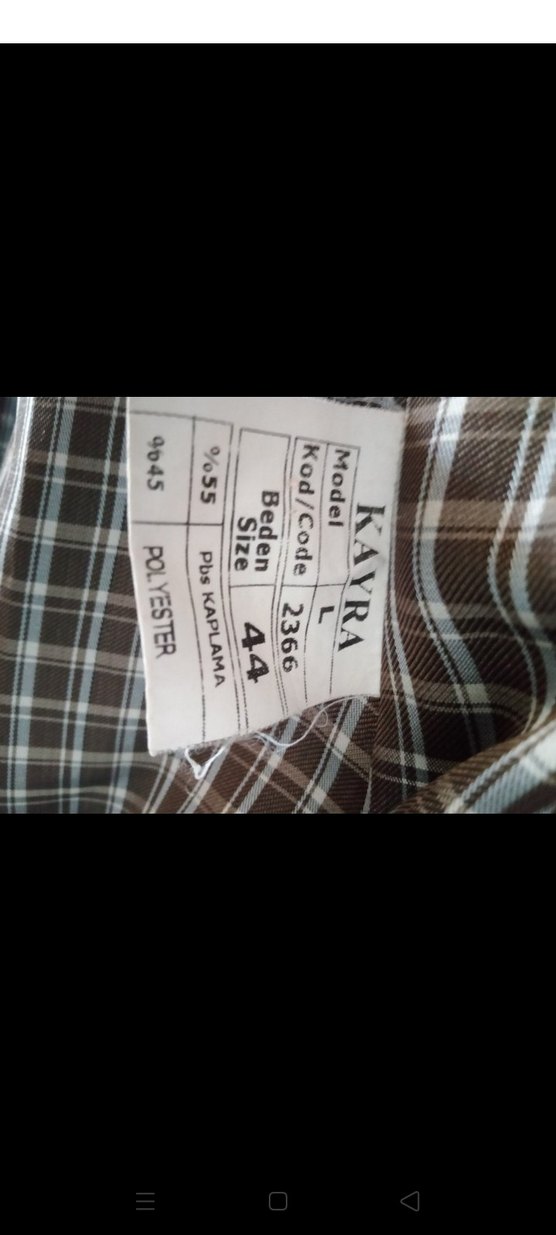 KAYRA
Model L
Kod/Code 2366
Beden
Size 44
%55 Pbs KAPLAMA
%45 POLYESTER